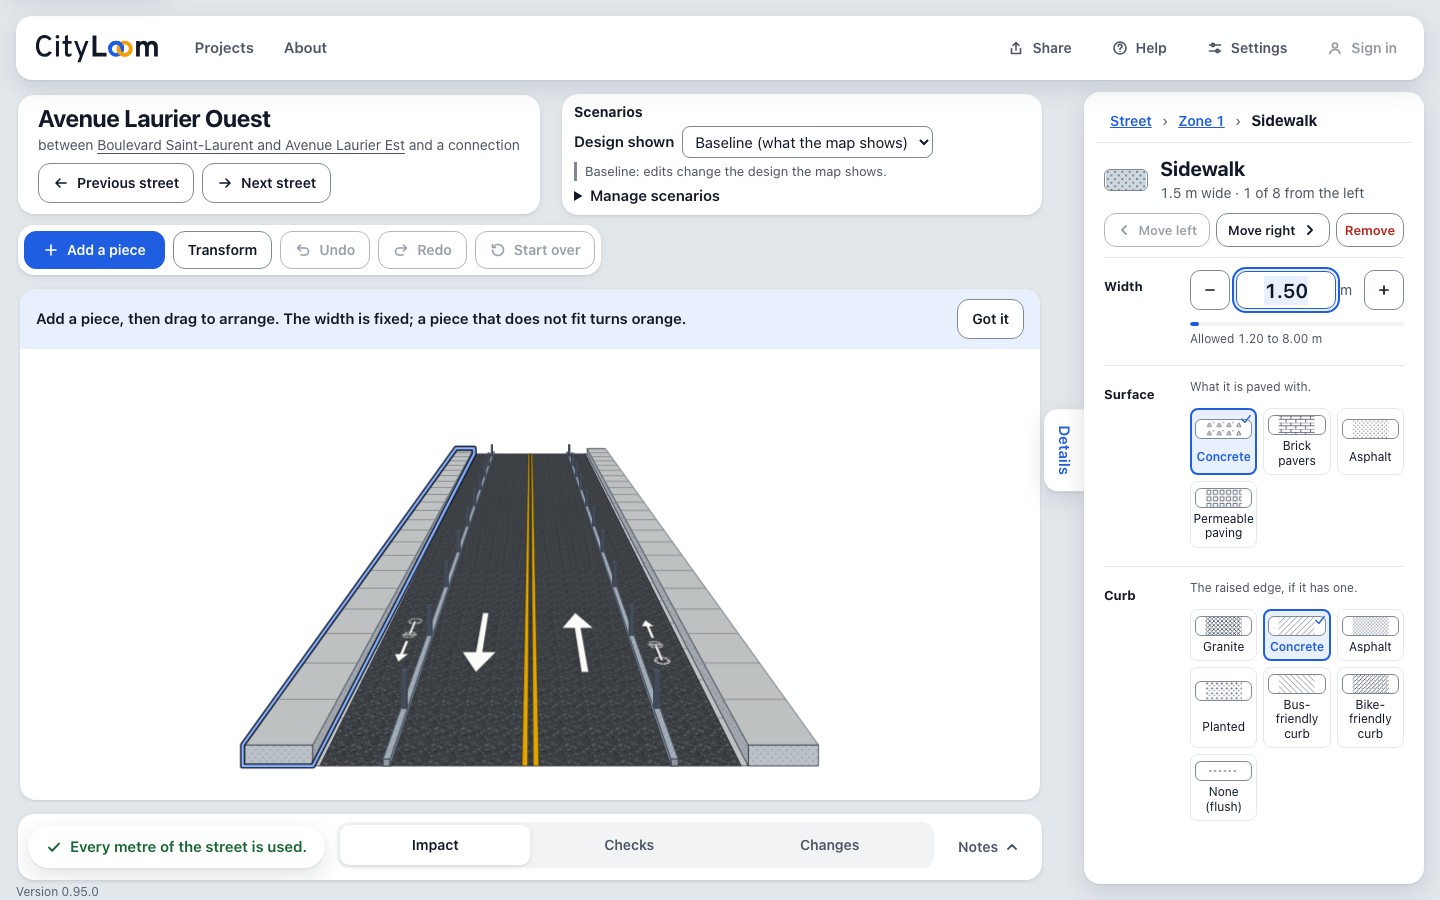 CityLoom
Projects
About
Share
Help
Settings
Sign in
Avenue Laurier Ouest
between Boulevard Saint-Laurent and Avenue Laurier Est and a connection
Previous street
Next street
Scenarios
Design shown
Baseline (what the map shows)
Baseline: edits change the design the map shows.
Manage scenarios
Add a piece
Transform
Undo
Redo
Start over
Add a piece, then drag to arrange. The width is fixed; a piece that does not fit turns orange.
Got it
Details
Street › Zone 1 › Sidewalk
Sidewalk
1.5 m wide · 1 of 8 from the left
Move left
Move right
Remove
Width
− 1.50 m +
Allowed 1.20 to 8.00 m
Surface
What it is paved with.
Concrete
Brick
pavers
Asphalt
Permeable
paving
Curb
The raised edge, if it has one.
Granite
Concrete
Asphalt
Planted
Bus-
friendly
curb
Bike-
friendly
curb
None
(flush)
Every metre of the street is used.
Impact
Checks
Changes
Notes
Version 0.95.0